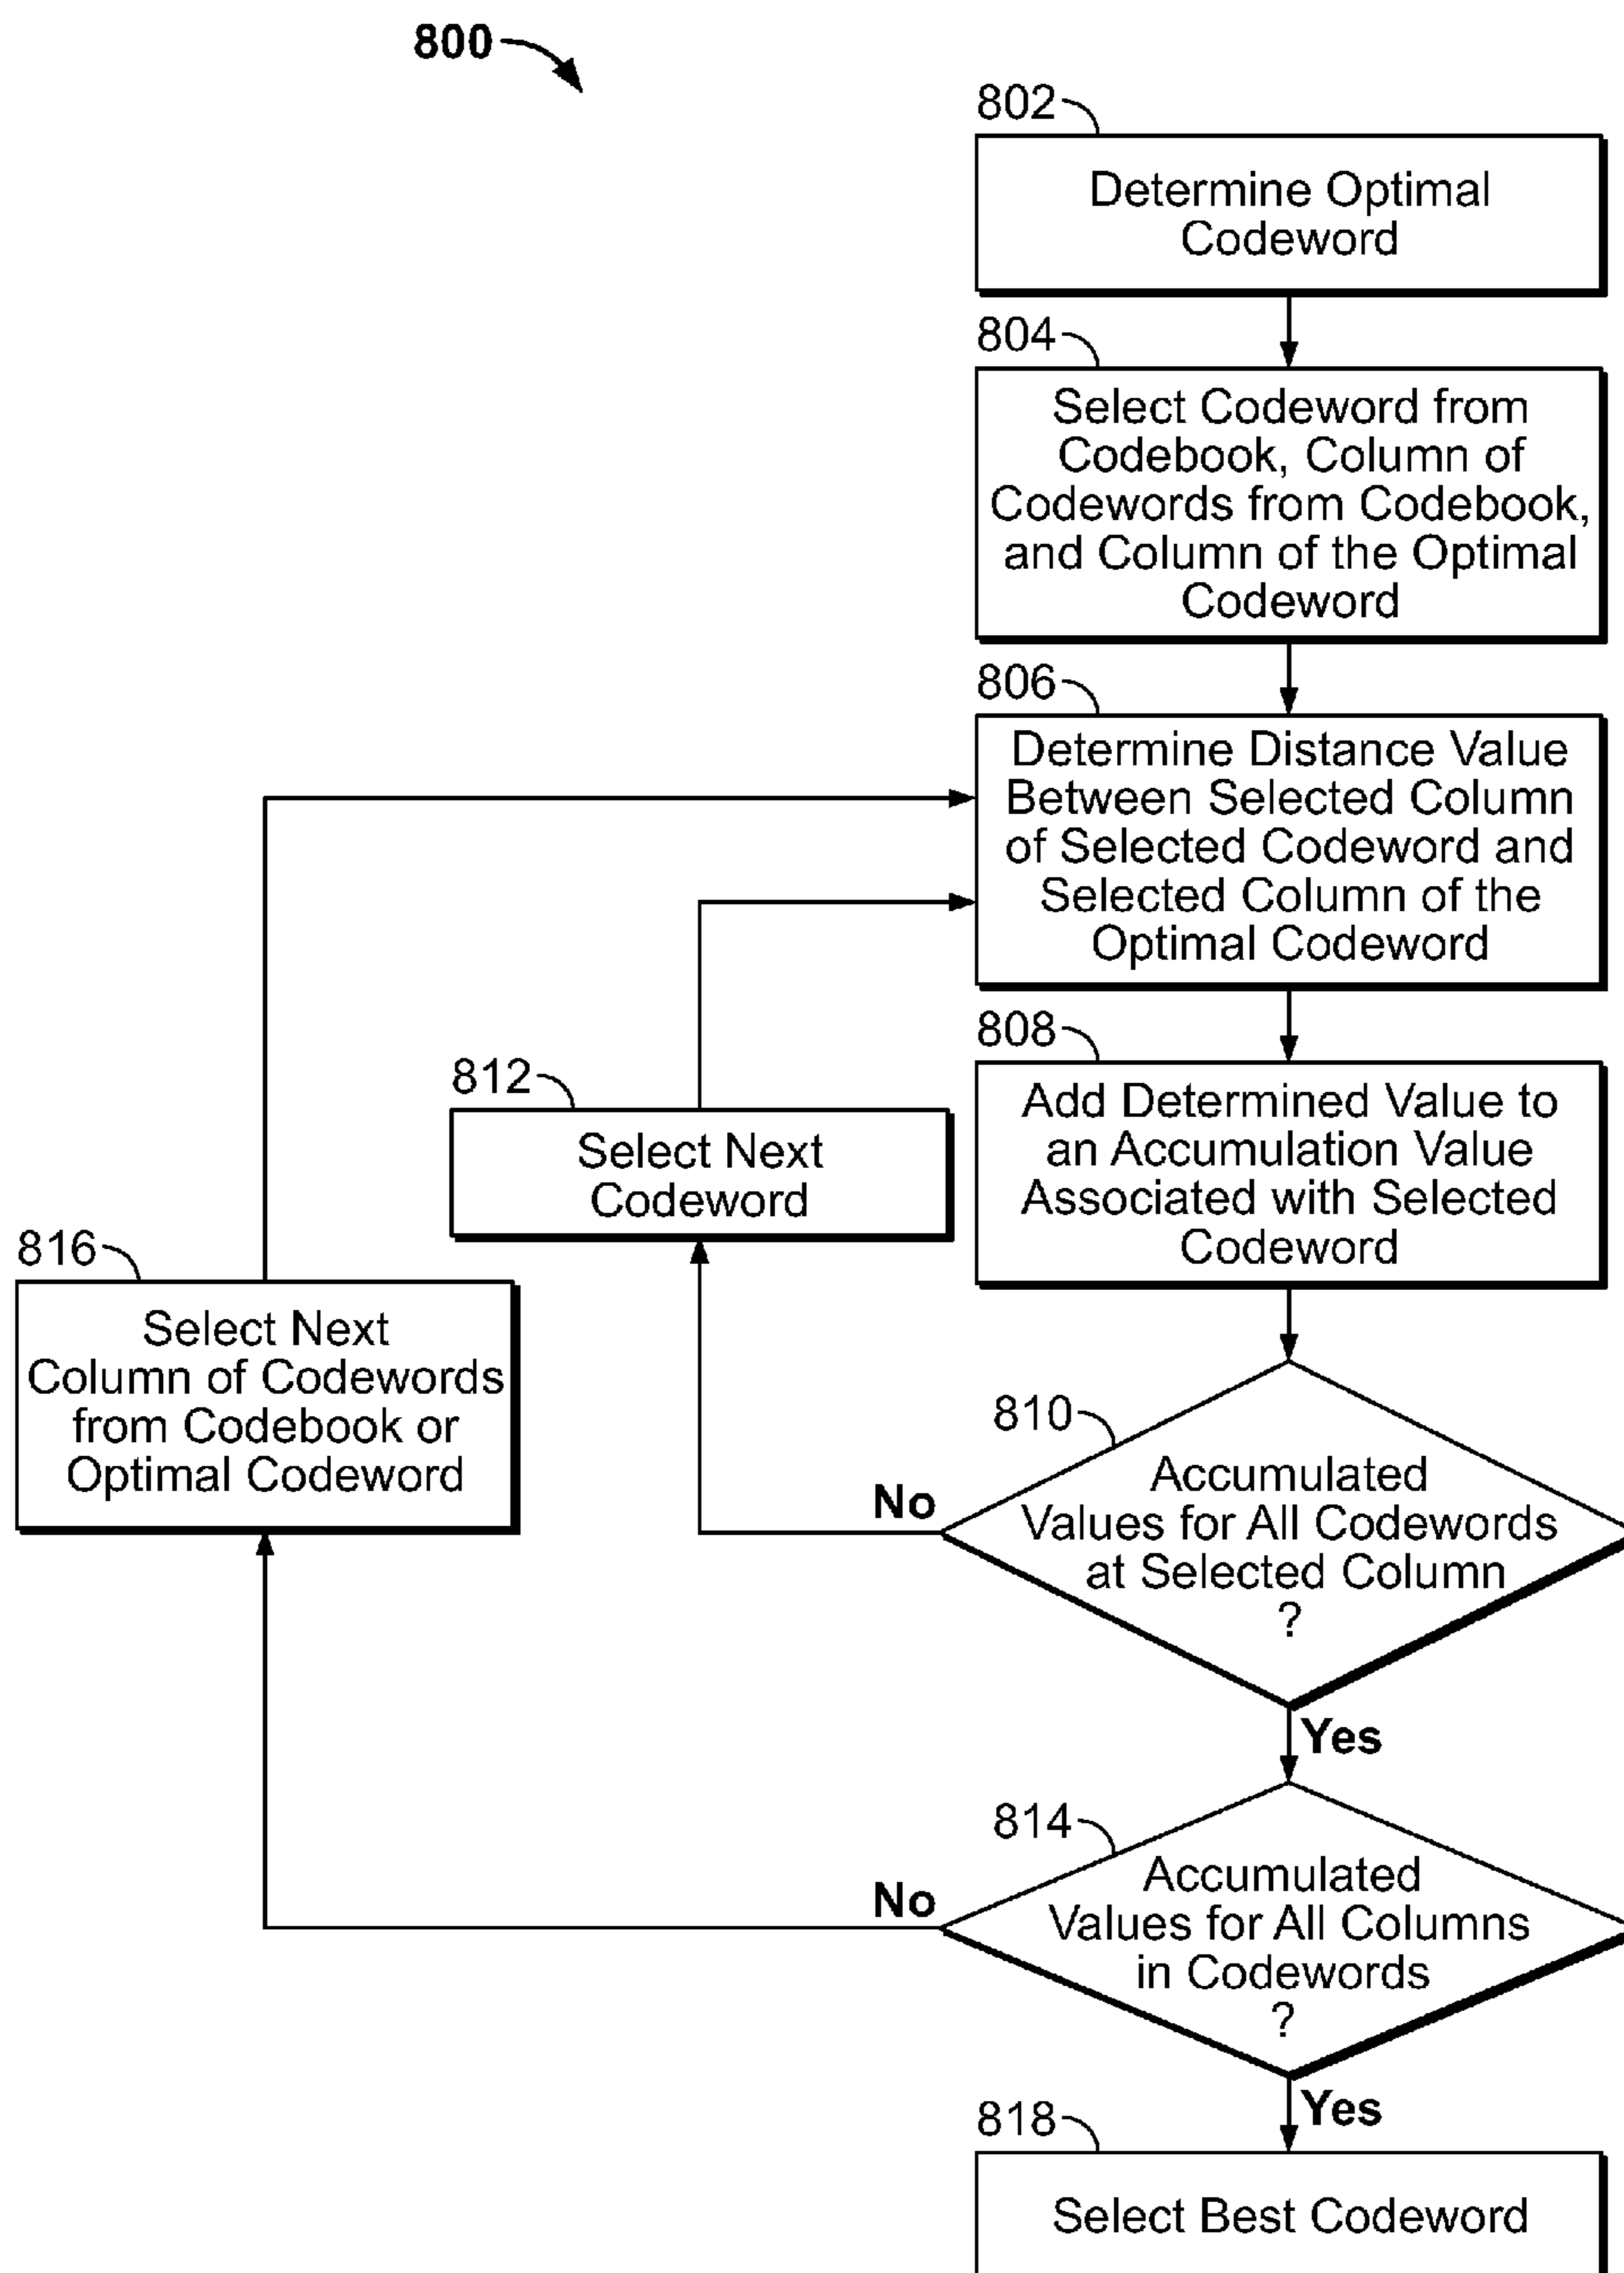 800
802
Determine Optimal
Codeword
804
Select Codeword from
Codebook, Column of
Codewords from Codebook,
and Column of the Optimal
Codeword
806
Determine Distance Value
Between Selected Column
of Selected Codeword and
Selected Column of the
Optimal Codeword
808
Add Determined Value to
an Accumulation Value
Associated with Selected
Codeword
812
Select Next
Codeword
816
Select Next
Column of Codewords
from Codebook or
Optimal Codeword
810
Accumulated
Values for All Codewords
at Selected Column
?
No
Yes
814
Accumulated
Values for All Columns
in Codewords
?
No
Yes
818
Select Best Codeword